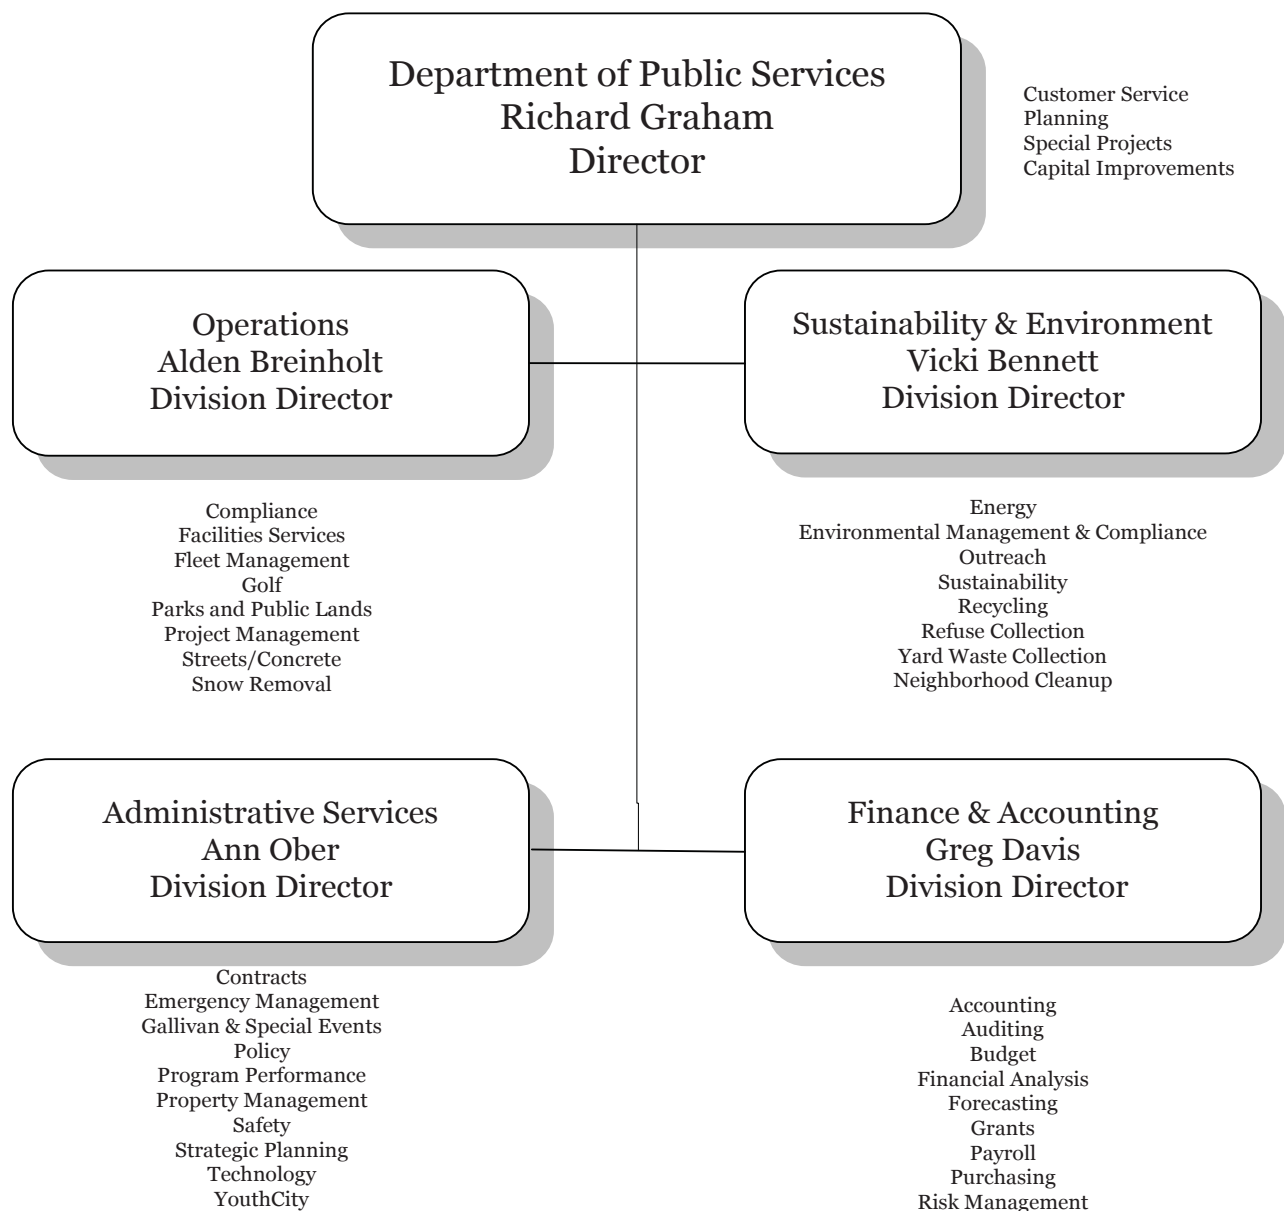 Department of Public Services
Richard Graham
Director
Customer Service
Planning
Special Projects
Capital Improvements
Operations
Alden Breinholt
Division Director
Sustainability & Environment
Vicki Bennett
Division Director
Compliance
Facilities Services
Fleet Management
Golf
Parks and Public Lands
Project Management
Streets/Concrete
Snow Removal
Energy
Environmental Management & Compliance
Outreach
Sustainability
Recycling
Refuse Collection
Yard Waste Collection
Neighborhood Cleanup
Administrative Services
Ann Ober
Division Director
Finance & Accounting
Greg Davis
Division Director
Contracts
Emergency Management
Gallivan & Special Events
Policy
Program Performance
Property Management
Safety
Strategic Planning
Technology
YouthCity
Accounting
Auditing
Budget
Financial Analysis
Forecasting
Grants
Payroll
Purchasing
Risk Management